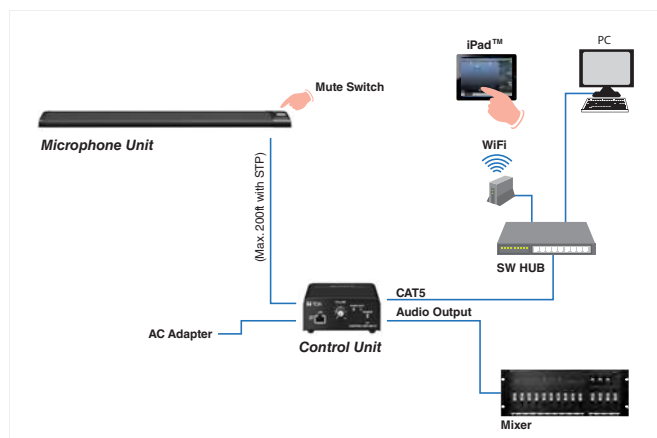 iPad™
PC
Mute Switch
Microphone Unit
WiFi
(Max. 200ft with STP)
SW HUB
CAT5
Audio Output
AC Adapter
Control Unit
Mixer
TOA